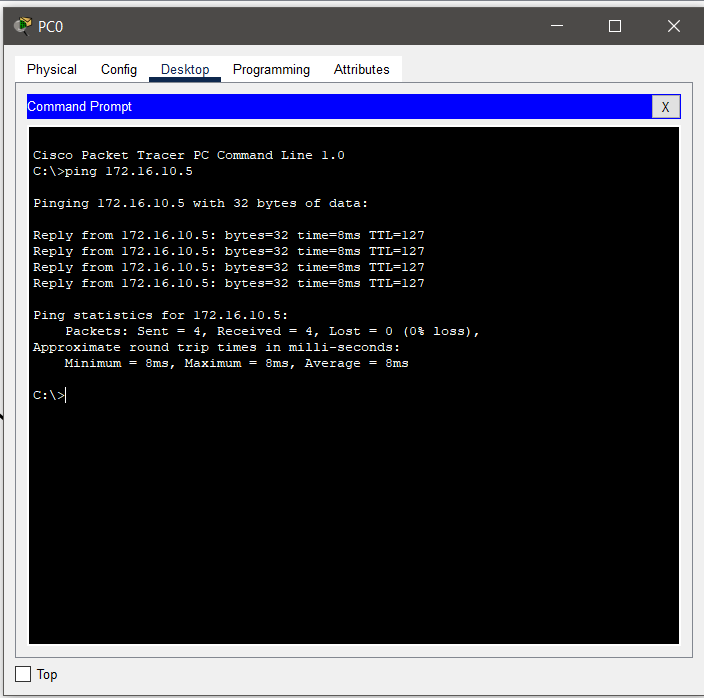 PC0
Physical Config Desktop Programming Attributes
Command Prompt X
Cisco Packet Tracer PC Command Line 1.0
C:\>ping 172.16.10.5
Pinging 172.16.10.5 with 32 bytes of data:
Reply from 172.16.10.5: bytes=32 time=8ms TTL=127
Reply from 172.16.10.5: bytes=32 time=8ms TTL=127
Reply from 172.16.10.5: bytes=32 time=8ms TTL=127
Reply from 172.16.10.5: bytes=32 time=8ms TTL=127
Ping statistics for 172.16.10.5:
Packets: Sent = 4, Received = 4, Lost = 0 (0% loss),
Approximate round trip times in milli-seconds:
Minimum = 8ms, Maximum = 8ms, Average = 8ms
C:\>
Top